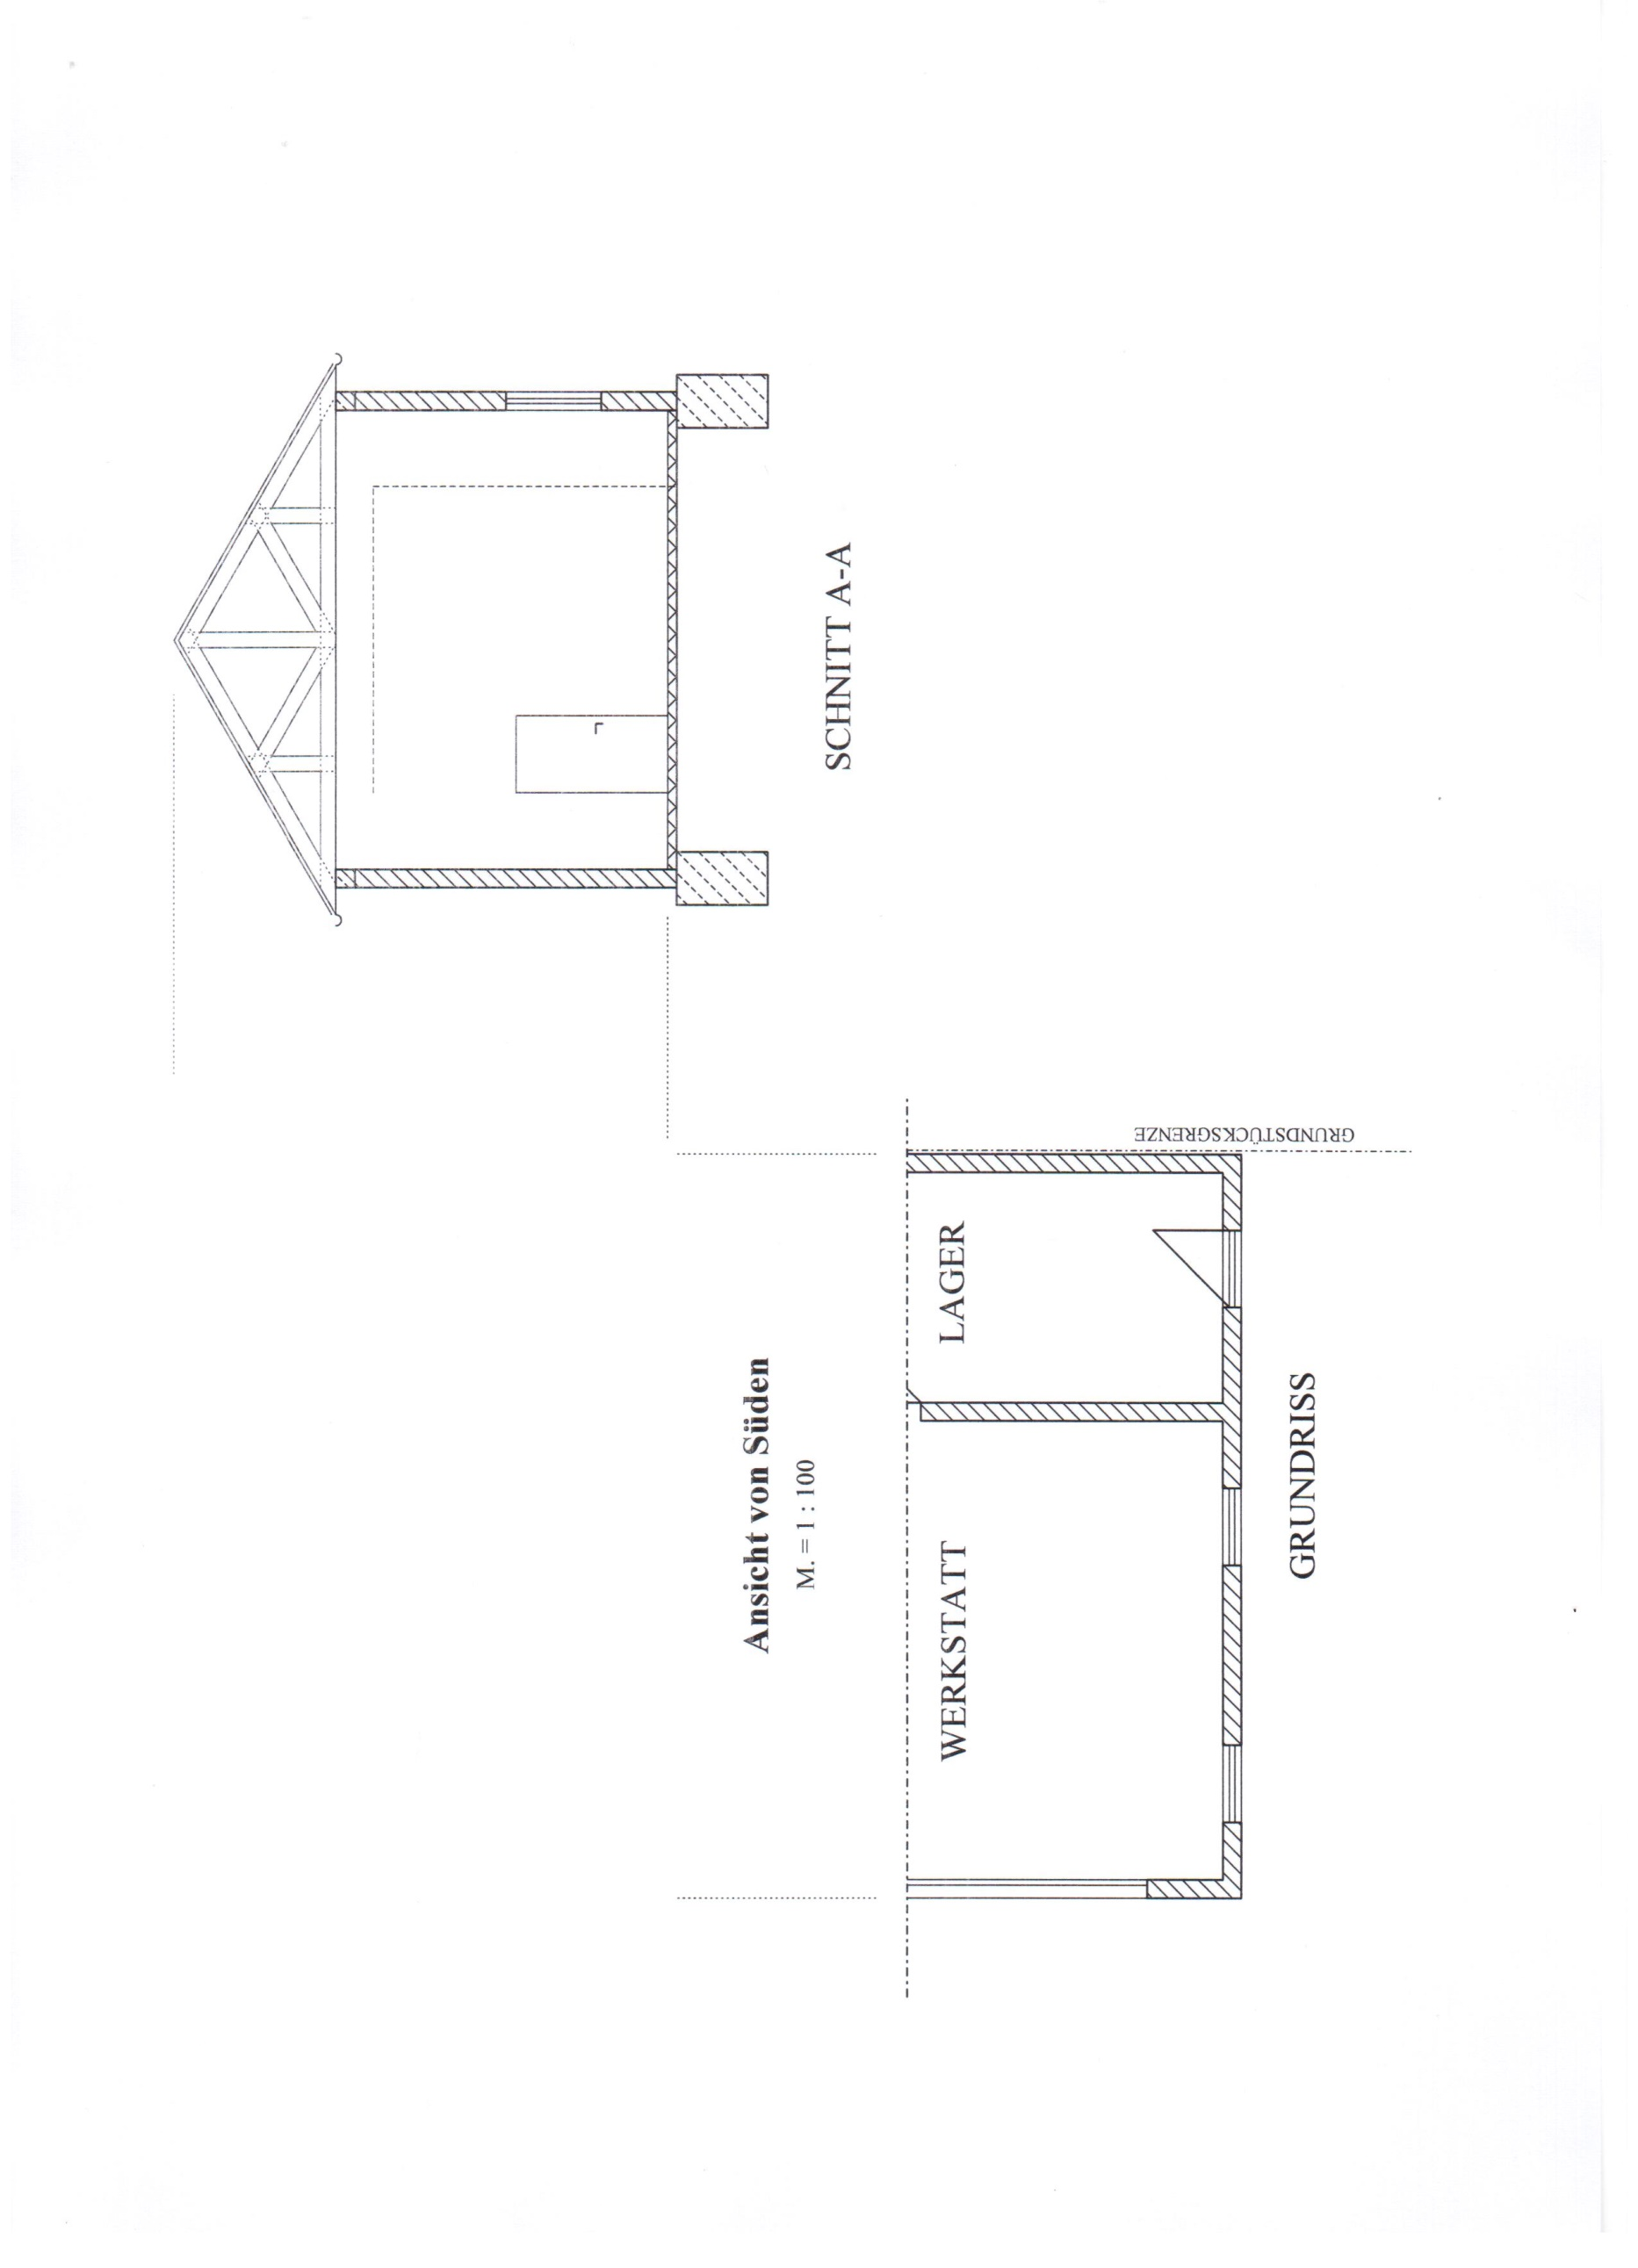 SCHNITT A-A
Ansicht von Süden
M. = 1 : 100
WERKSTATT
LAGER
GRUNDSTÜCKSGRENZE
GRUNDRISS